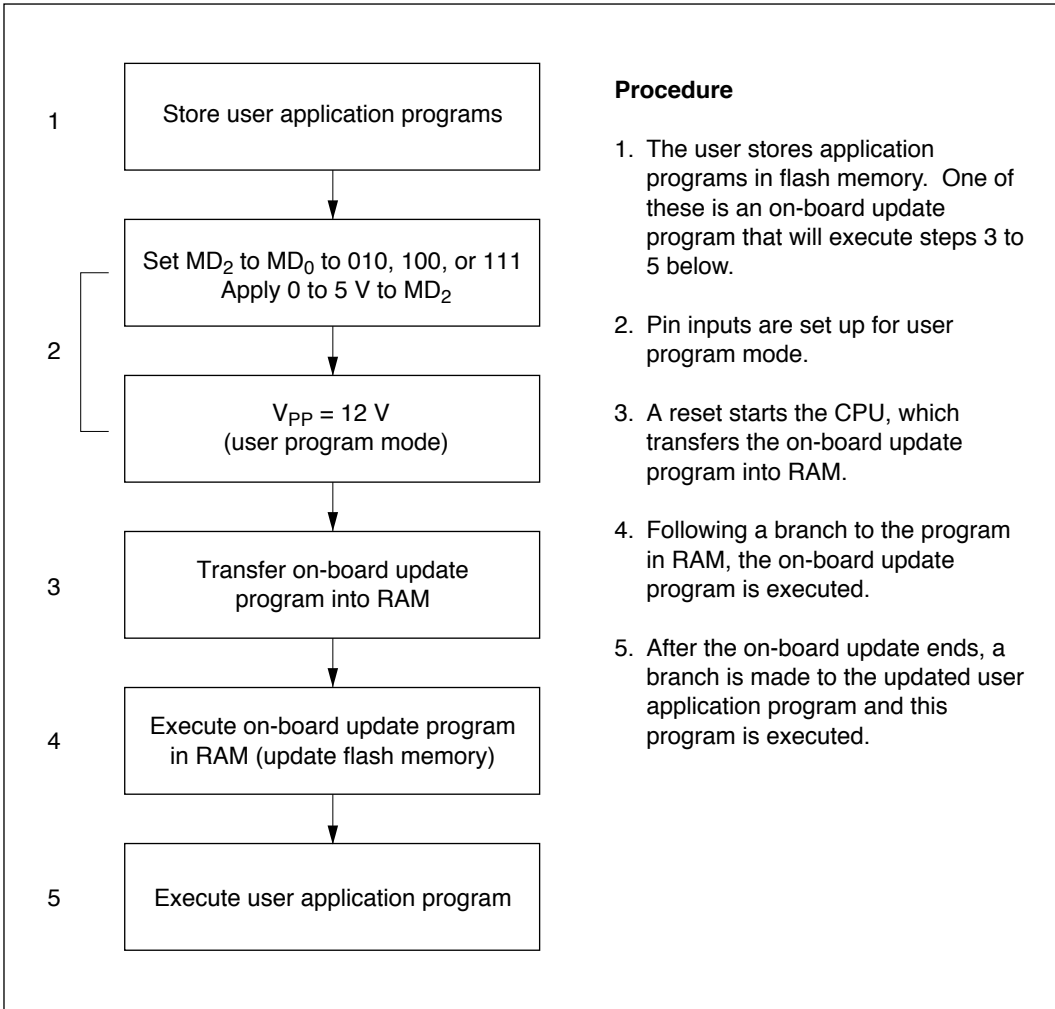 1
Store user application programs
2
Set MD₂ to MD₀ to 010, 100, or 111
Apply 0 to 5 V to MD₂
V_PP = 12 V
(user program mode)
3
Transfer on-board update
program into RAM
4
Execute on-board update program
in RAM (update flash memory)
5
Execute user application program
Procedure
1. The user stores application
programs in flash memory. One of
these is an on-board update
program that will execute steps 3 to
5 below.
2. Pin inputs are set up for user
program mode.
3. A reset starts the CPU, which
transfers the on-board update
program into RAM.
4. Following a branch to the program
in RAM, the on-board update
program is executed.
5. After the on-board update ends, a
branch is made to the updated user
application program and this
program is executed.